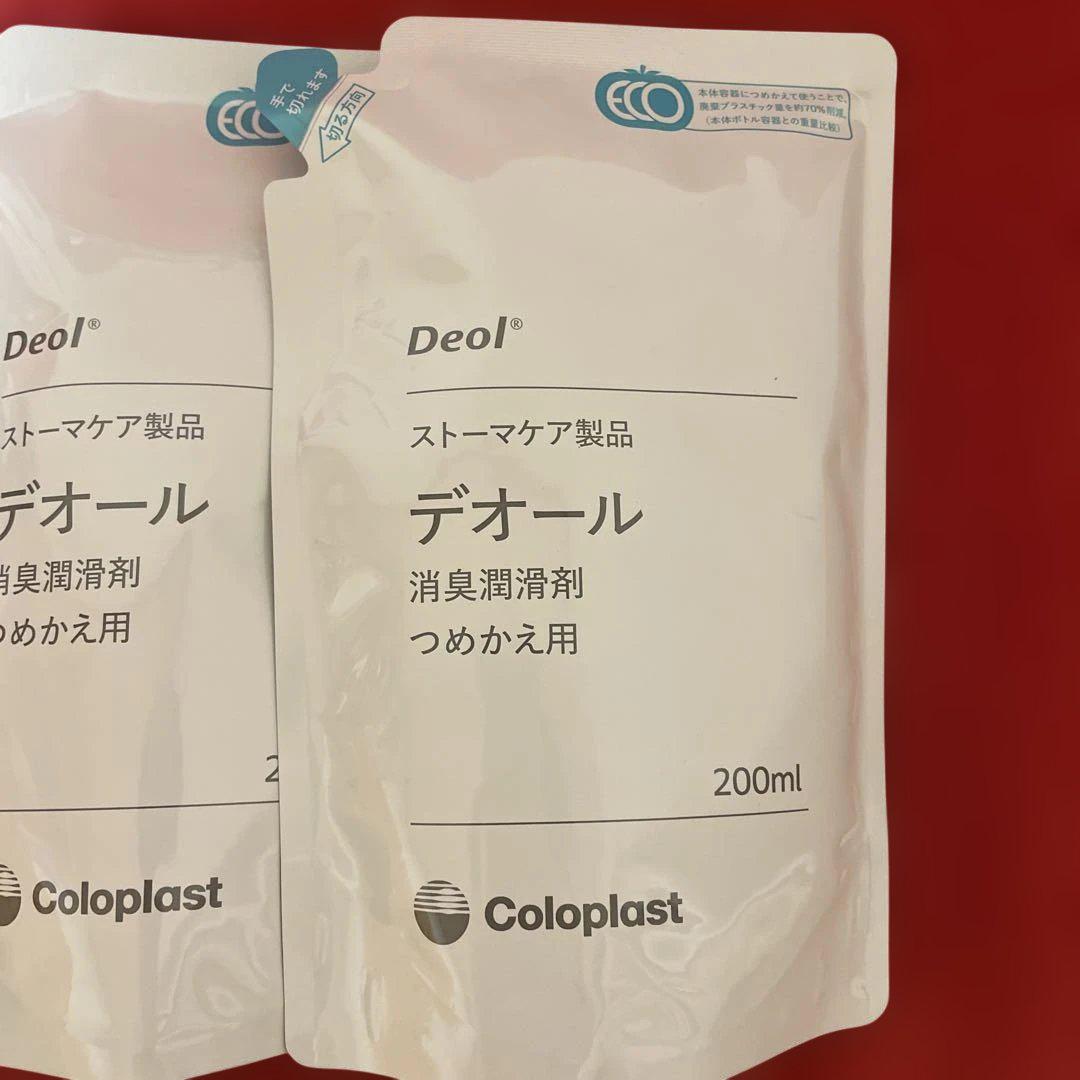 ECO
Deol®
ストーマケア製品
デオール
消臭潤滑剤
つめかえ用
2
Coloplast
手で
切れます
切る方向
ECO
本体容器につめかえて使うことで、
廃棄プラスチック量を約70%削減。
(本体ボトル容器との重量比較)
Deol®
ストーマケア製品
デオール
消臭潤滑剤
つめかえ用
200ml
Coloplast